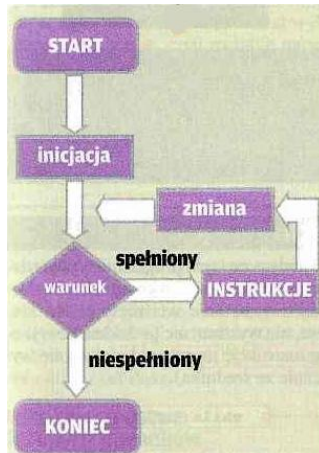 START
inicjacja
zmiana
spełniony
warunek
INSTRUKCJE
niespełniony
KONIEC